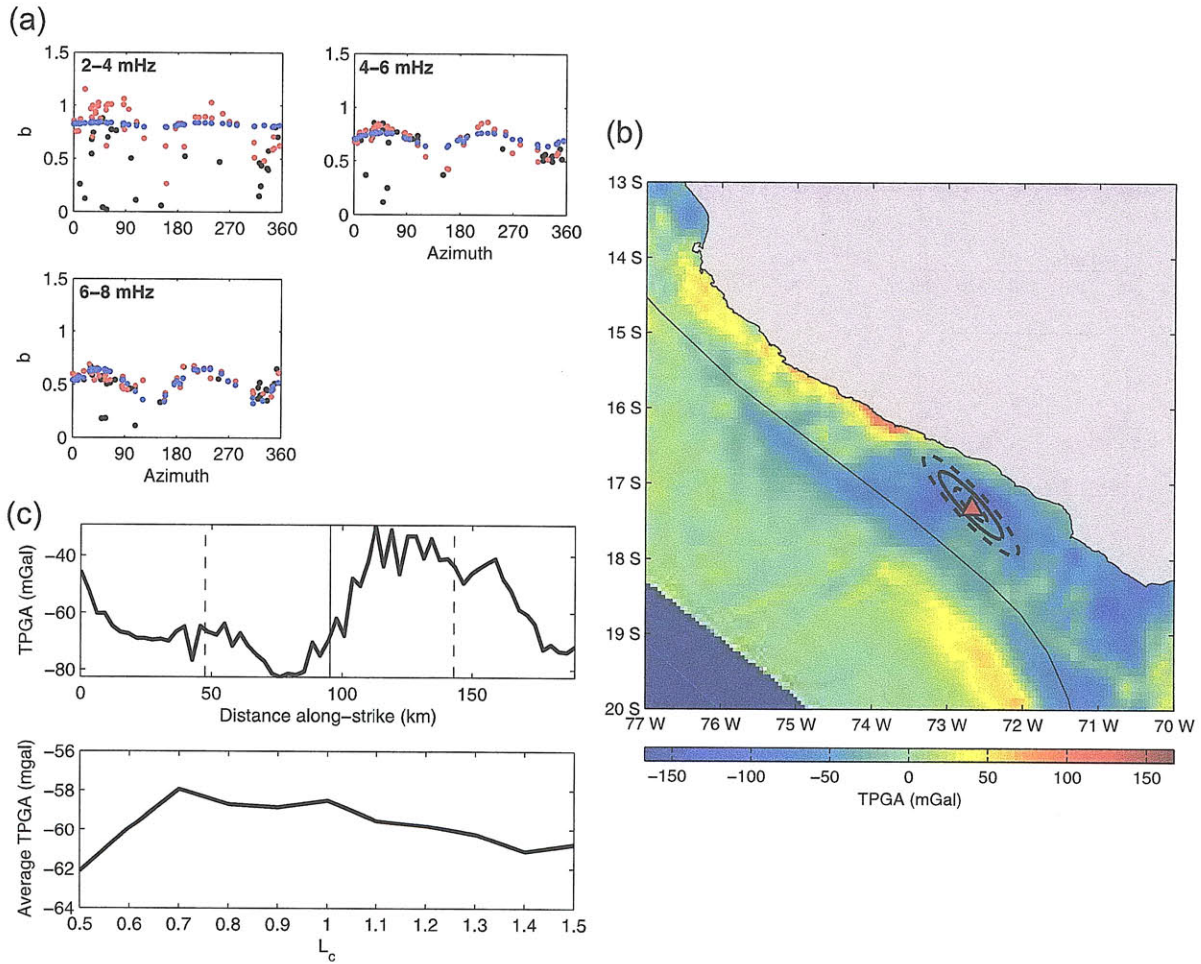 (a)
1.5
1
0.5
0
b
2–4 mHz
0 90 180 270 360
1.5
1
0.5
0
4–6 mHz
0 90 180 270 360
Azimuth
1.5
1
0.5
0
b
6–8 mHz
0 90 180 270 360
Azimuth
(b)
13 S
14 S
15 S
16 S
17 S
18 S
19 S
20 S
77 W 76 W 75 W 74 W 73 W 72 W 71 W 70 W
−150 −100 −50 0 50 100 150
TPGA (mGal)
(c)
TPGA (mGal)
−40
−60
−80
0 50 100 150
Distance along−strike (km)
Average TPGA (mgal)
−56
−58
−60
−62
−64
0.5 0.6 0.7 0.8 0.9 1 1.1 1.2 1.3 1.4 1.5
L_c